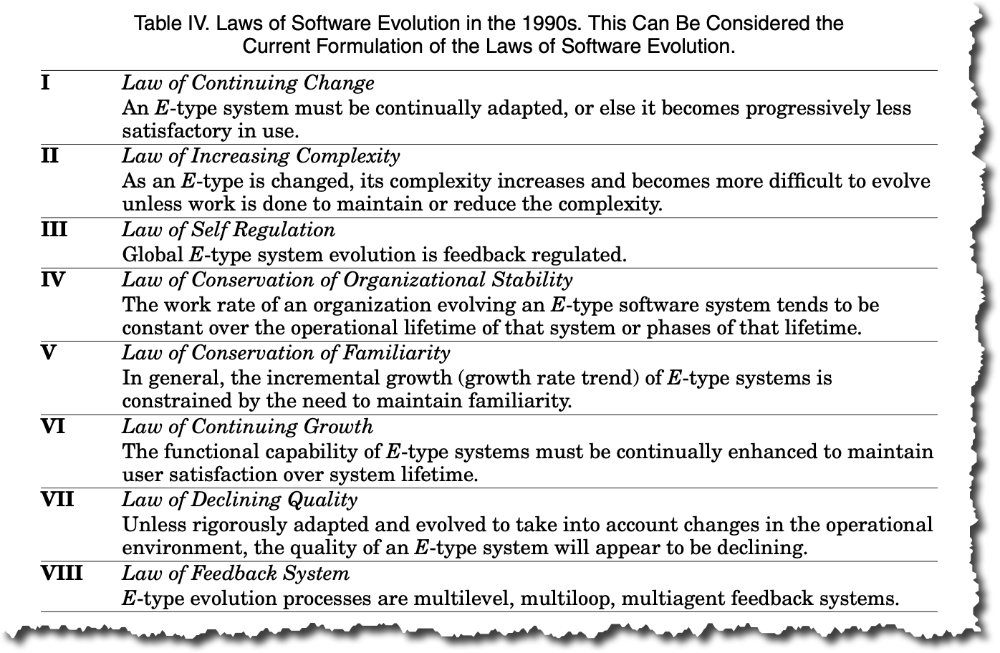 Table IV. Laws of Software Evolution in the 1990s. This Can Be Considered the
Current Formulation of the Laws of Software Evolution.
I Law of Continuing Change
An E-type system must be continually adapted, or else it becomes progressively less
satisfactory in use.
II Law of Increasing Complexity
As an E-type is changed, its complexity increases and becomes more difficult to evolve
unless work is done to maintain or reduce the complexity.
III Law of Self Regulation
Global E-type system evolution is feedback regulated.
IV Law of Conservation of Organizational Stability
The work rate of an organization evolving an E-type software system tends to be
constant over the operational lifetime of that system or phases of that lifetime.
V Law of Conservation of Familiarity
In general, the incremental growth (growth rate trend) of E-type systems is
constrained by the need to maintain familiarity.
VI Law of Continuing Growth
The functional capability of E-type systems must be continually enhanced to maintain
user satisfaction over system lifetime.
VII Law of Declining Quality
Unless rigorously adapted and evolved to take into account changes in the operational
environment, the quality of an E-type system will appear to be declining.
VIII Law of Feedback System
E-type evolution processes are multilevel, multiloop, multiagent feedback systems.